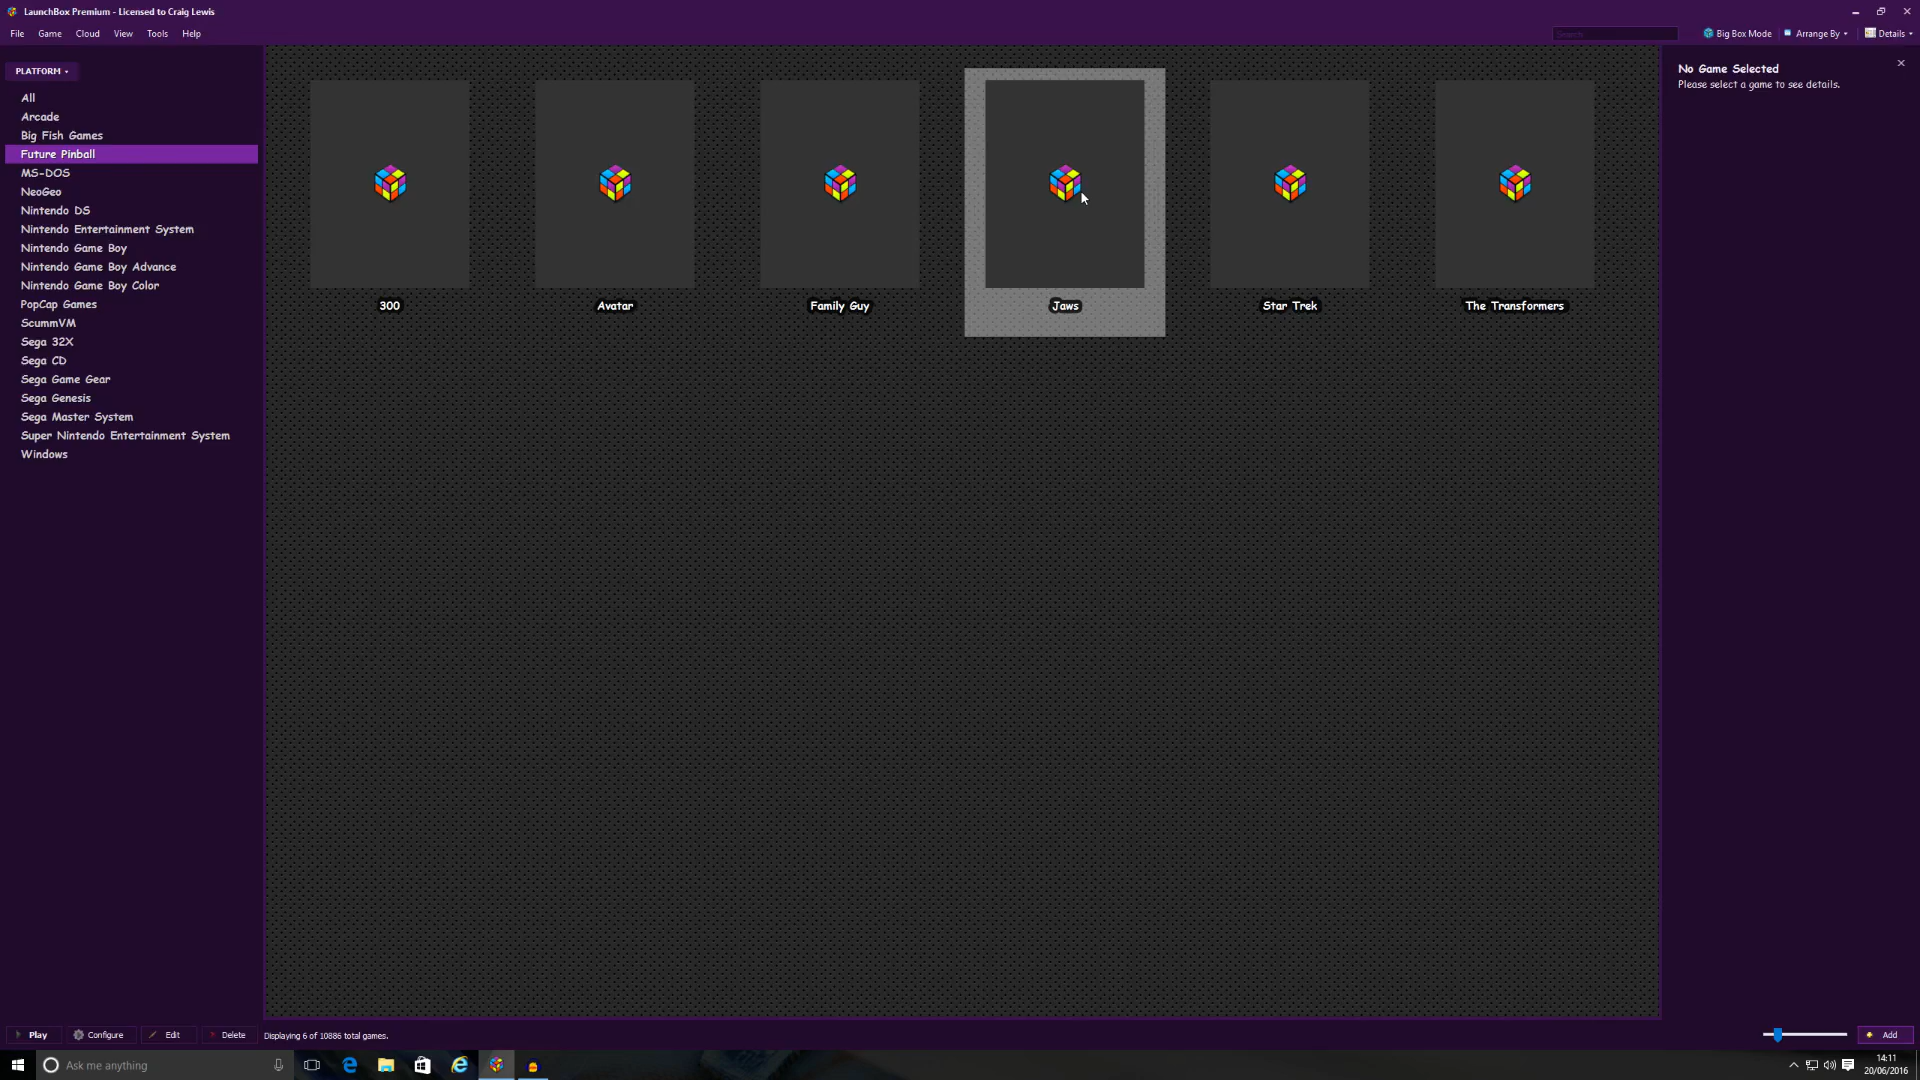 LaunchBox Premium - Licensed to Craig Lewis
File Game Cloud View Tools Help
Search
Big Box Mode Arrange By Details
PLATFORM
All
Arcade
Big Fish Games
Future Pinball
MS-DOS
NeoGeo
Nintendo DS
Nintendo Entertainment System
Nintendo Game Boy
Nintendo Game Boy Advance
Nintendo Game Boy Color
PopCap Games
ScummVM
Sega 32X
Sega CD
Sega Game Gear
Sega Genesis
Sega Master System
Super Nintendo Entertainment System
Windows
300 Avatar Family Guy Jaws Star Trek The Transformers
No Game Selected
Please select a game to see details.
Play Configure Edit Delete Displaying 6 of 10886 total games.
Add
Ask me anything
14:11
20/06/2016